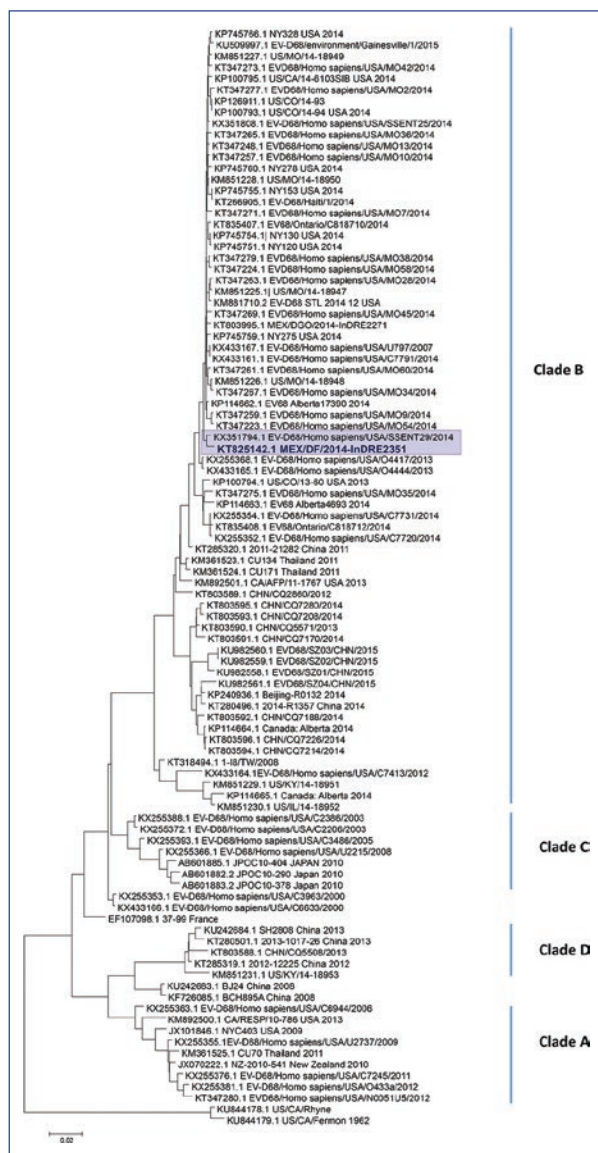 KP745766.1 NY328 USA 2014
KU509997.1 EV-D68/environment/Gainesville/1/2015
KM851227.1 US/MO/14-18949
KT347273.1 EVD68/Homo sapiens/USA/MO42/2014
KP100795.1 US/CA/14-6103SIB USA 2014
KT347277.1 EVD68/Homo sapiens/USA/MO2/2014
KP126911.1 US/CO/14-93
KP100793.1 US/CO/14-94 USA 2014
KX351808.1 EV-D68/Homo sapiens/USA/SSENT25/2014
KT347265.1 EVD68/Homo sapiens/USA/MO36/2014
KT347248.1 EVD68/Homo sapiens/USA/MO13/2014
KT347257.1 EVD68/Homo sapiens/USA/MO10/2014
KP745760.1 NY278 USA 2014
KM851228.1 US/MO/14-18950
KP745755.1 NY153 USA 2014
KT266905.1 EV-D68/Haiti/1/2014
KT347271.1 EVD68/Homo sapiens/USA/MO7/2014
KT835407.1 EV68/Ontario/C818710/2014
KP745754.1| NY130 USA 2014
KP745751.1 NY120 USA 2014
KT347279.1 EVD68/Homo sapiens/USA/MO38/2014
KT347224.1 EVD68/Homo sapiens/USA/MO58/2014
KT347263.1 EVD68/Homo sapiens/USA/MO28/2014
KM851225.1| US/MO/14-18947
KM881710.2 EV-D68 STL 2014 12 USA
KT347269.1 EVD68/Homo sapiens/USA/MO45/2014
KT803995.1 MEX/DGO/2014-InDRE2271
KP745759.1 NY275 USA 2014
KX433167.1 EV-D68/Homo sapiens/USA/U797/2007
KX433161.1 EV-D68/Homo sapiens/USA/C7791/2014
KT347261.1 EVD68/Homo sapiens/USA/MO60/2014
KM851226.1 US/MO/14-18948
KT347267.1 EVD68/Homo sapiens/USA/MO34/2014
KP114662.1 EV68 Alberta17390 2014
KT347259.1 EVD68/Homo sapiens/USA/MO9/2014
KT347223.1 EVD68/Homo sapiens/USA/MO54/2014
KX351794.1 EV-D68/Homo sapiens/USA/SSENT29/2014
KT825142.1 MEX/DF/2014-InDRE2351
KX255368.1 EV-D68/Homo sapiens/USA/O4417/2013
KX433165.1 EV-D68/Homo sapiens/USA/O4444/2013
KP100794.1 US/CO/13-60 USA 2013
KT347275.1 EVD68/Homo sapiens/USA/MO35/2014
KP114663.1 EV68 Alberta4693 2014
KX255354.1 EV-D68/Homo sapiens/USA/C7731/2014
KT835408.1 EV68/Ontario/C818712/2014
KX255352.1 EV-D68/Homo sapiens/USA/C7720/2014
KT285320.1 2011-21282 China 2011
KM361523.1 CU134 Thailand 2011
KM361524.1 CU171 Thailand 2011
KM892501.1 CA/AFP/11-1767 USA 2013
KT803589.1 CHN/CQ2660/2012
KT803595.1 CHN/CQ7280/2014
KT803593.1 CHN/CQ7208/2014
KT803590.1 CHN/CQ5571/2013
KT803591.1 CHN/CQ7170/2014
KU982560.1 EVD68/SZ03/CHN/2015
KU982559.1 EVD68/SZ02/CHN/2015
KU982558.1 EVD68/SZ01/CHN/2015
KU982561.1 EVD68/SZ04/CHN/2015
KP240936.1 Beijing-R0132 2014
KT280496.1 2014-R1357 China 2014
KT803592.1 CHN/CQ7188/2014
KP114664.1 Canada: Alberta 2014
KT803596.1 CHN/CQ7226/2014
KT803594.1 CHN/CQ7214/2014
KT318494.1 1-I8/TW/2008
KX433164.1EV-D68/Homo sapiens/USA/C7413/2012
KM851229.1 US/KY/14-18951
KP114665.1 Canada: Alberta 2014
KM851230.1 US/IL/14-18952
Clade B
KX255388.1 EV-D68/Homo sapiens/USA/C2386/2003
KX255372.1 EV-D68/Homo sapiens/USA/C2206/2003
KX255393.1 EV-D68/Homo sapiens/USA/C3486/2005
KX255366.1 EV-D68/Homo sapiens/USA/U2215/2008
AB601885.1 JPOC10-404 JAPAN 2010
AB601882.2 JPOC10-290 Japan 2010
AB601883.2 JPOC10-378 Japan 2010
Clade C
KX255353.1 EV-D68/Homo sapiens/USA/C3963/2000
KX433166.1 EV-D68/Homo sapiens/USA/C6633/2000
EF107098.1 37-99 France
KU242684.1 SH2808 China 2013
KT280501.1 2013-1017-26 China 2013
KT803588.1 CHN/CQ5508/2013
KT285319.1 2012-12225 China 2012
KM851231.1 US/KY/14-18953
Clade D
KU242683.1 BJ24 China 2008
KF726085.1 BCH895A China 2008
KX255363.1 EV-D68/Homo sapiens/USA/C6944/2006
KM892500.1 CA/RESP/10-786 USA 2013
JX101846.1 NYC403 USA 2009
KX255355.1EV-D68/Homo sapiens/USA/U2737/2009
KM361525.1 CU70 Thailand 2011
JX070222.1 NZ-2010-541 New Zealand 2010
KX255376.1 EV-D68/Homo sapiens/USA/C7245/2011
KX255381.1 EV-D68/Homo sapiens/USA/O433a/2012
KT347280.1 EVD68/Homo sapiens/USA/N0051U5/2012
Clade A
KU844178.1 US/CA/Rhyne
KU844179.1 US/CA/Fermon 1962
0.02